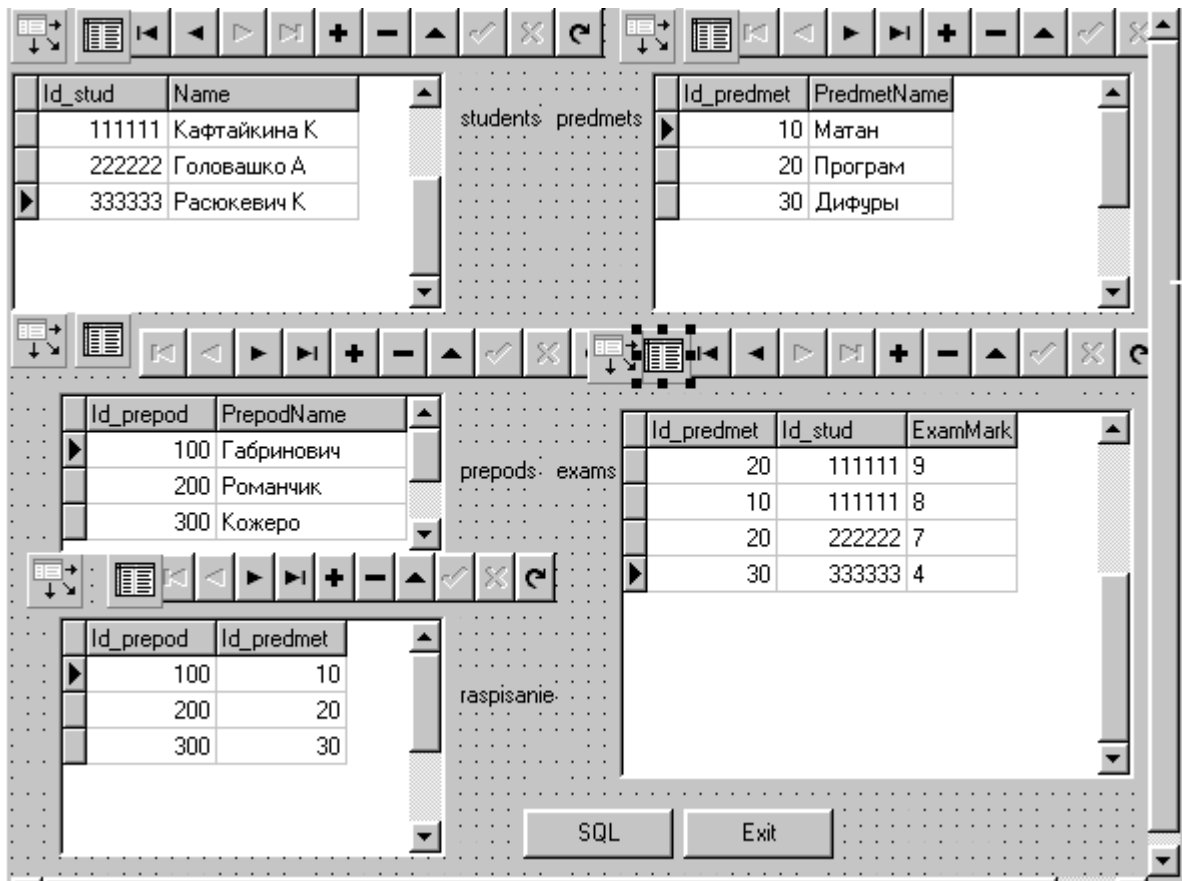 Id_stud Name
111111 Кафтайкина К
222222 Головашко А
333333 Расюкевич К
students predmets
Id_predmet PredmetName
10 Матан
20 Програм
30 Дифуры
Id_prepod PrepodName
100 Габринович
200 Романчик
300 Кожеро
prepods exams
Id_predmet Id_stud ExamMark
20 111111 9
10 111111 8
20 222222 7
30 333333 4
Id_prepod Id_predmet
100 10
200 20
300 30
raspisanie
SQL Exit